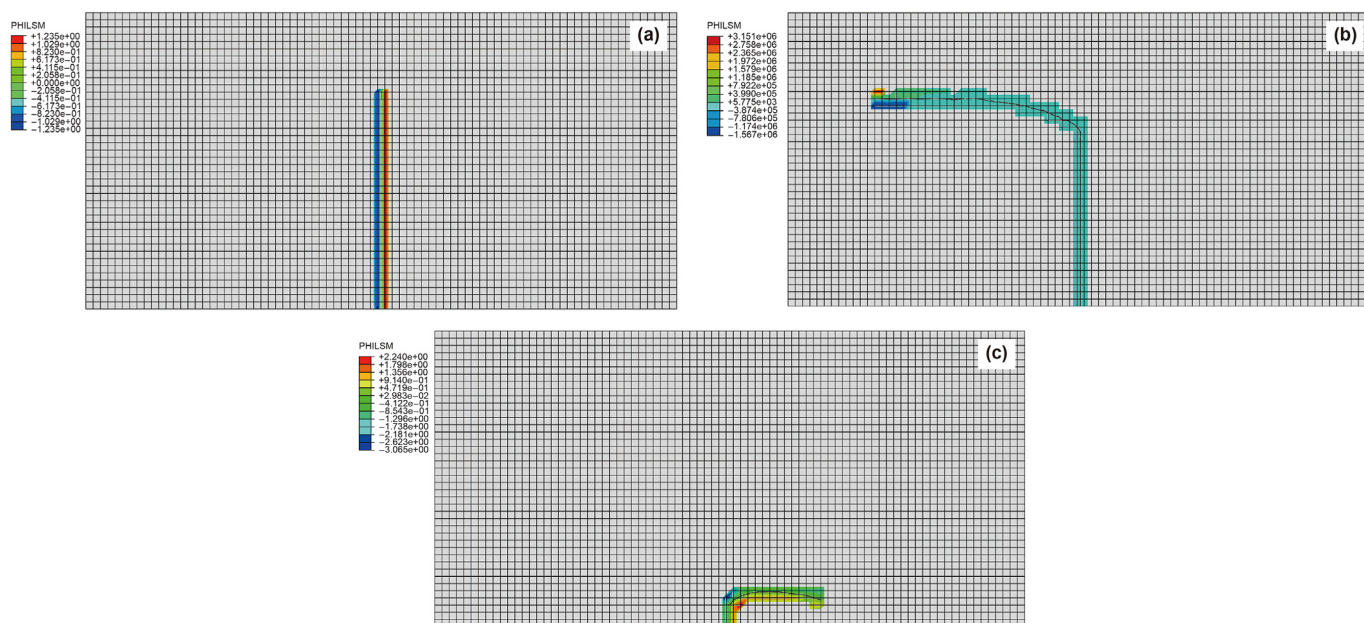 PHILSM
+1.235e+00
+1.029e+00
+8.230e-01
+6.173e-01
+4.115e-01
+2.058e-01
+0.000e+00
−2.058e-01
−4.115e-01
−6.173e-01
−8.230e-01
−1.029e+00
−1.235e+00
(a)
PHILSM
+3.151e+06
+2.758e+06
+2.365e+06
+1.972e+06
+1.579e+06
+1.185e+06
+7.922e+05
+3.990e+05
+5.775e+03
−3.874e+05
−7.806e+05
−1.174e+06
−1.567e+06
(b)
PHILSM
+2.240e+00
+1.798e+00
+1.356e+00
+9.140e-01
+4.719e-01
+2.983e-02
−4.122e-01
−8.543e-01
−1.296e+00
−1.738e+00
−2.181e+00
−2.623e+00
−3.065e+00
(c)